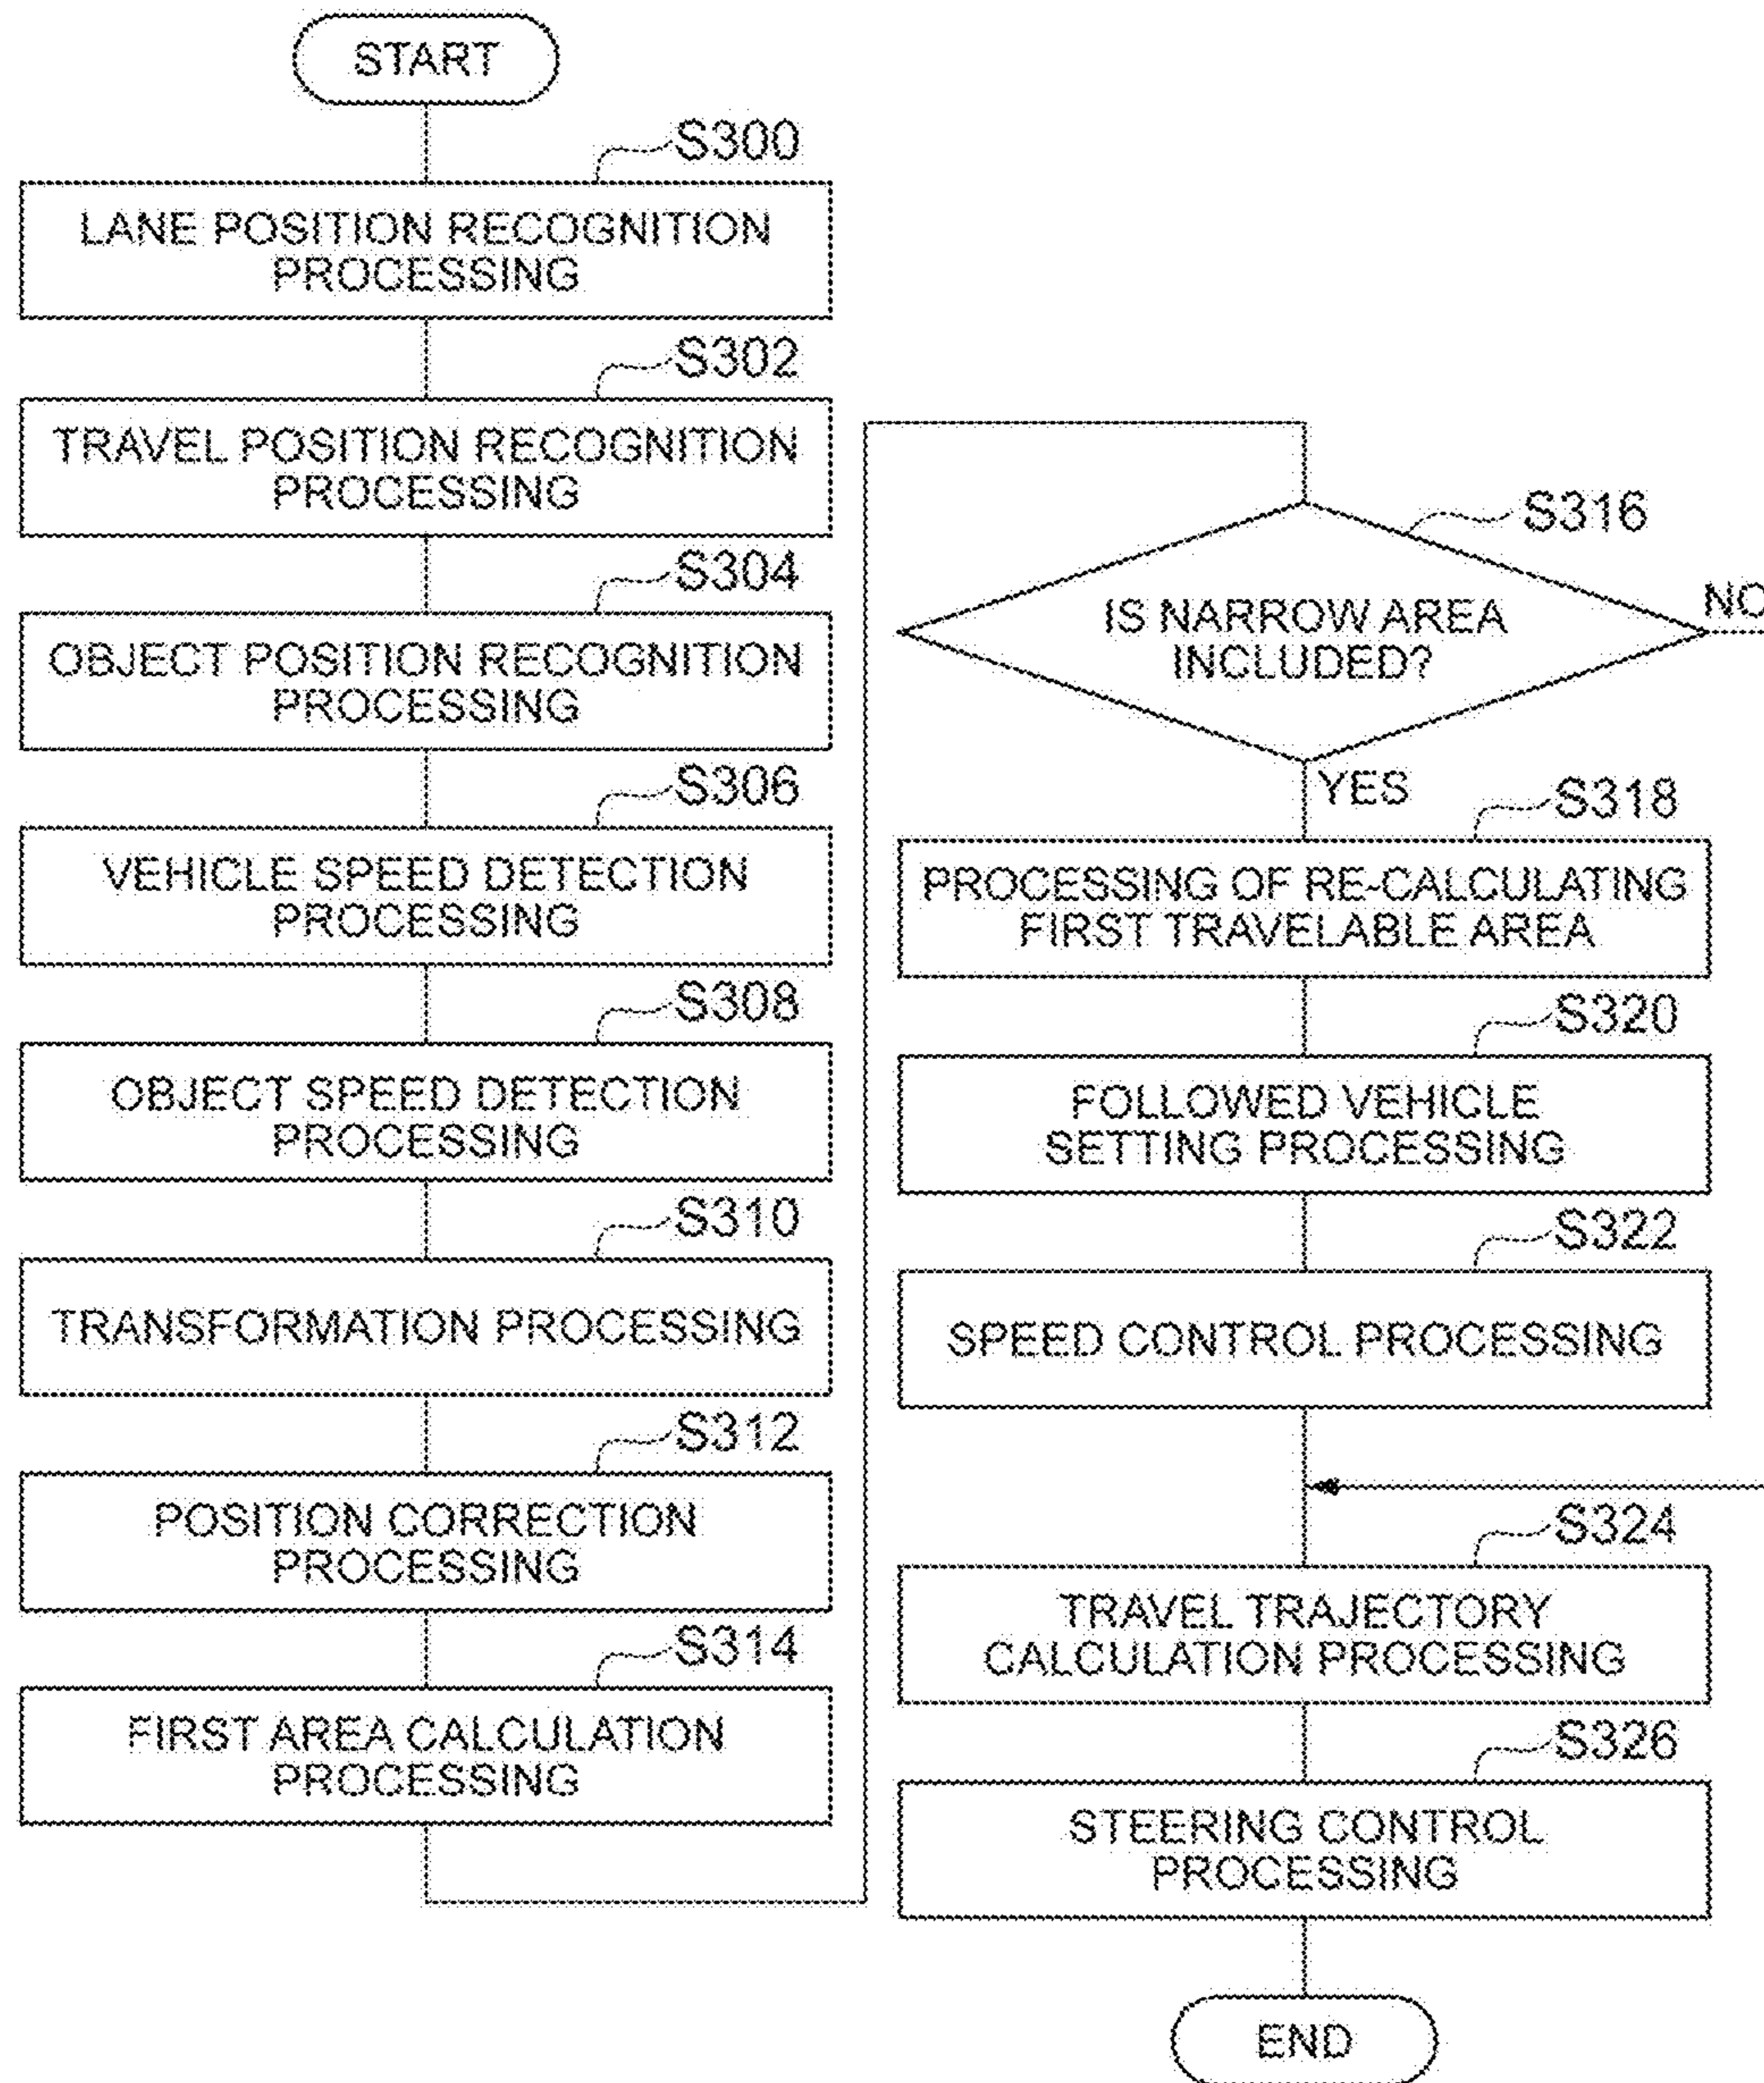 START
S300
LANE POSITION RECOGNITION
PROCESSING
S302
TRAVEL POSITION RECOGNITION
PROCESSING
S304
OBJECT POSITION RECOGNITION
PROCESSING
S306
VEHICLE SPEED DETECTION
PROCESSING
S308
OBJECT SPEED DETECTION
PROCESSING
S310
TRANSFORMATION PROCESSING
S312
POSITION CORRECTION
PROCESSING
S314
FIRST AREA CALCULATION
PROCESSING
S316
IS NARROW AREA
INCLUDED?
NO
YES
S318
PROCESSING OF RE-CALCULATING
FIRST TRAVELABLE AREA
S320
FOLLOWED VEHICLE
SETTING PROCESSING
S322
SPEED CONTROL PROCESSING
S324
TRAVEL TRAJECTORY
CALCULATION PROCESSING
S326
STEERING CONTROL
PROCESSING
END